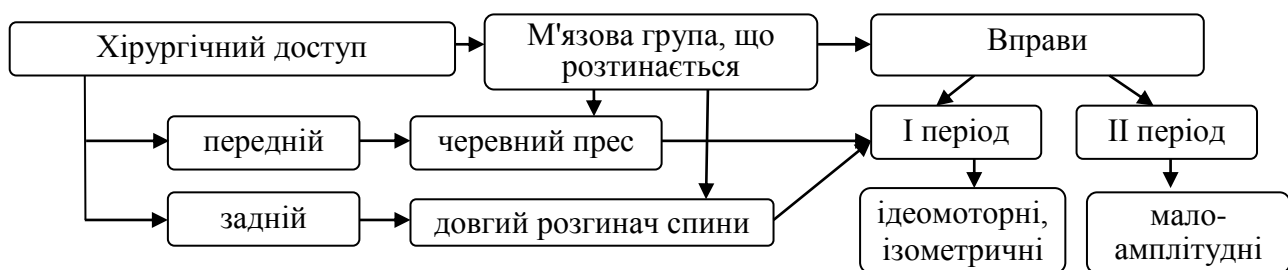 Хірургічний доступ
М'язова група, що
розтинається
Вправи
передній
черевний прес
І період
ІІ період
задній
довгий розгинач спини
ідеомоторні,
ізометричні
мало-
амплітудні